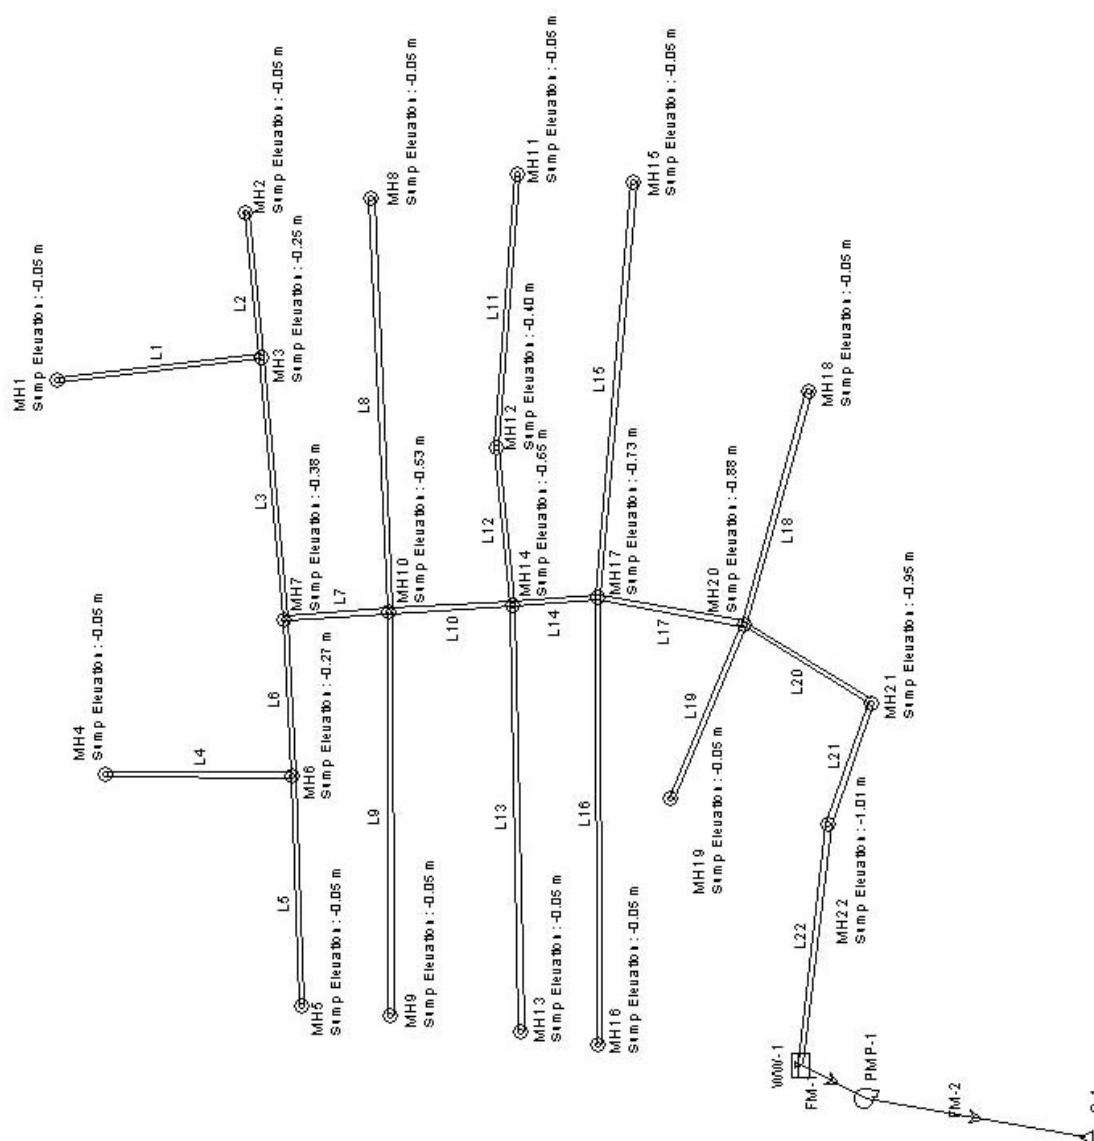 MH1
Sump Elevation: -0.05 m
L1
MH2
Sump Elevation: -0.05 m
L2
MH3
Sump Elevation: -0.25 m
L3
MH4
Sump Elevation: -0.05 m
L4
MH5
Sump Elevation: -0.05 m
L5
MH6
Sump Elevation: -0.27 m
L6
MH7
Sump Elevation: -0.38 m
L7
MH8
Sump Elevation: -0.05 m
L8
MH9
Sump Elevation: -0.05 m
L9
MH10
Sump Elevation: -0.53 m
L10
MH11
Sump Elevation: -0.05 m
L11
MH12
Sump Elevation: -0.40 m
L12
MH13
Sump Elevation: -0.05 m
L13
MH14
Sump Elevation: -0.65 m
L14
MH15
Sump Elevation: -0.05 m
L15
MH16
Sump Elevation: -0.05 m
L16
MH17
Sump Elevation: -0.73 m
L17
MH18
Sump Elevation: -0.05 m
L18
MH19
Sump Elevation: -0.05 m
L19
MH20
Sump Elevation: -0.88 m
L20
MH21
Sump Elevation: -0.95 m
L21
MH22
Sump Elevation: -1.01 m
L22
WW-1
FM-1
PMP-1
FM-2